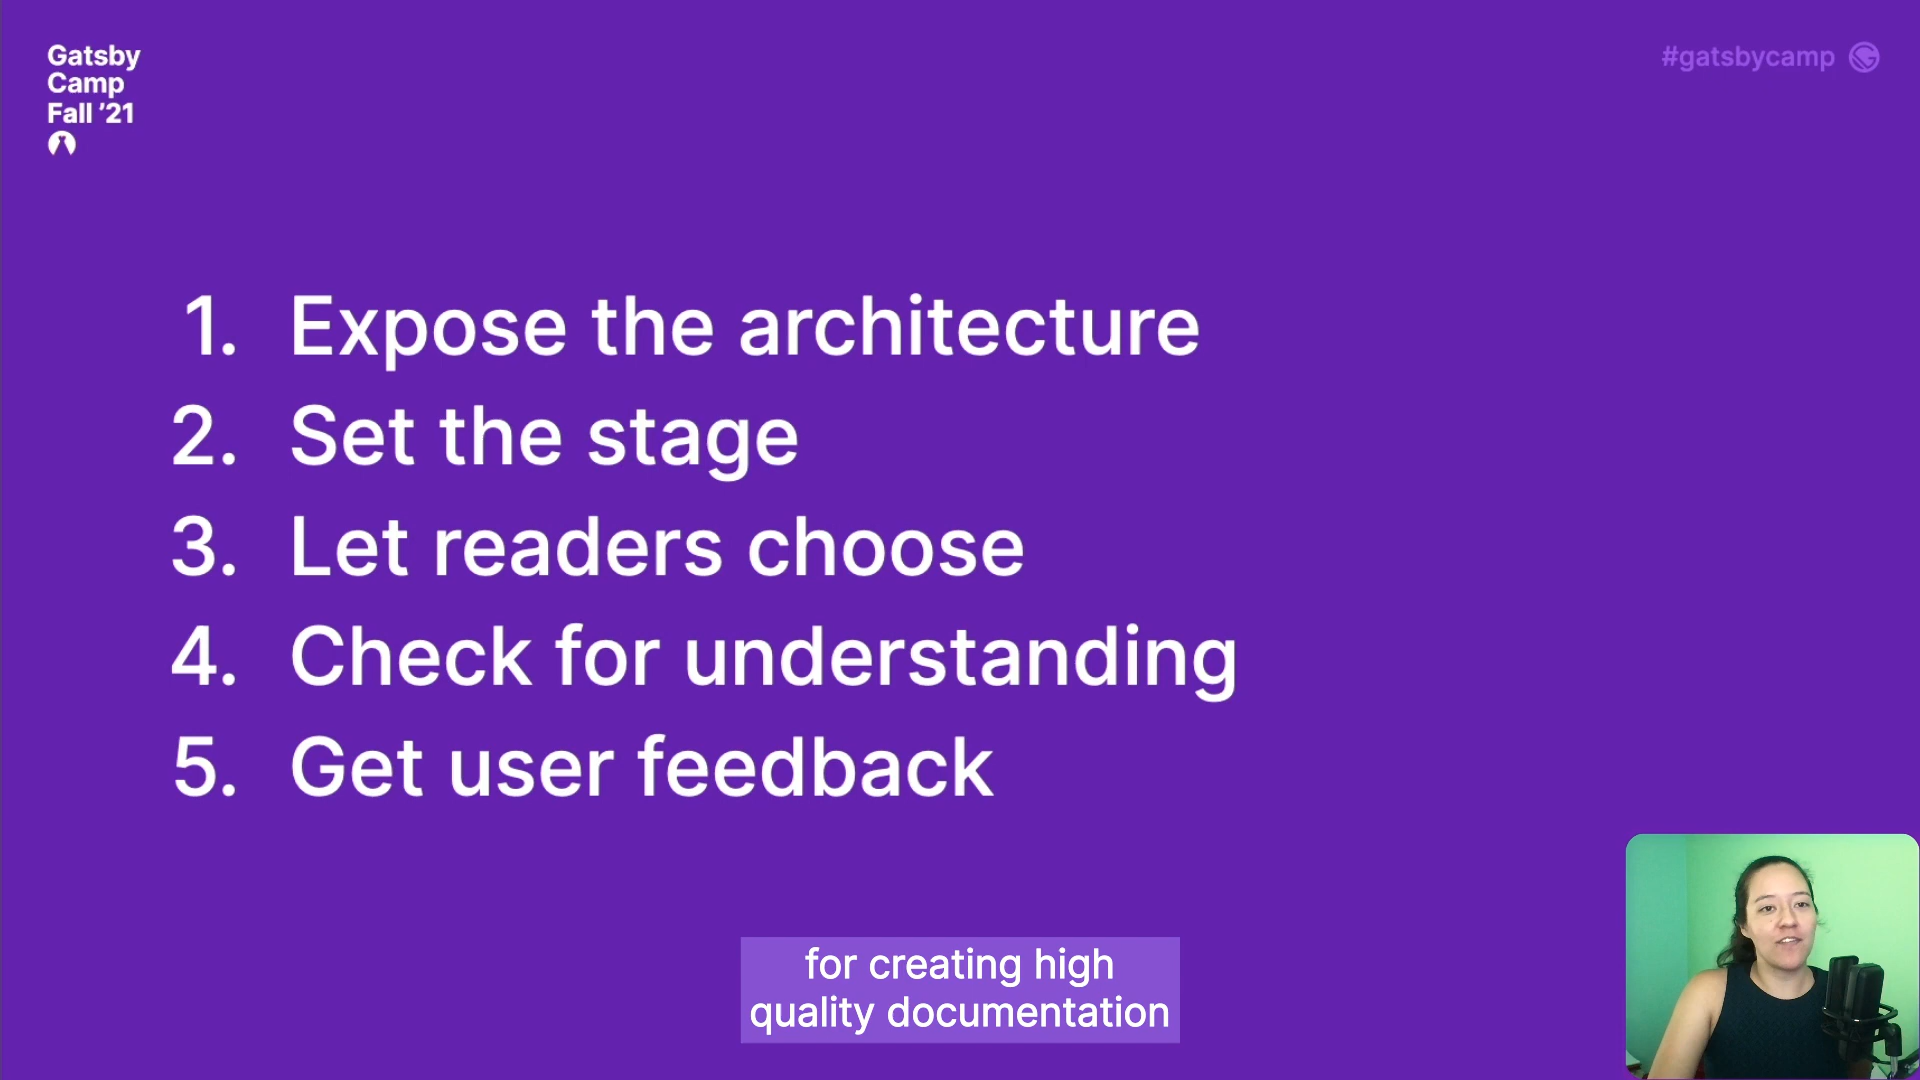 Gatsby
Camp
Fall ’21
#gatsbycamp
1. Expose the architecture
2. Set the stage
3. Let readers choose
4. Check for understanding
5. Get user feedback
for creating high
quality documentation